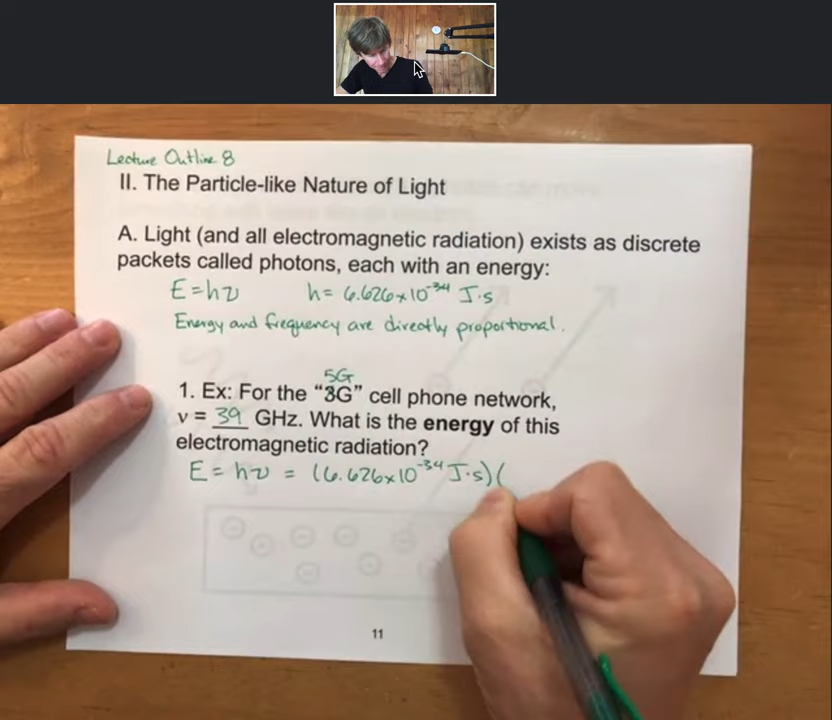 Lecture Outline 8
II. The Particle-like Nature of Light
A. Light (and all electromagnetic radiation) exists as discrete
packets called photons, each with an energy:
E = hν h = 6.626×10⁻³⁴ J·s
Energy and frequency are directly proportional.
5G
1. Ex: For the “3G” cell phone network,
ν = 39 GHz. What is the energy of this
electromagnetic radiation?
E = hν = (6.626×10⁻³⁴ J·s)(
11